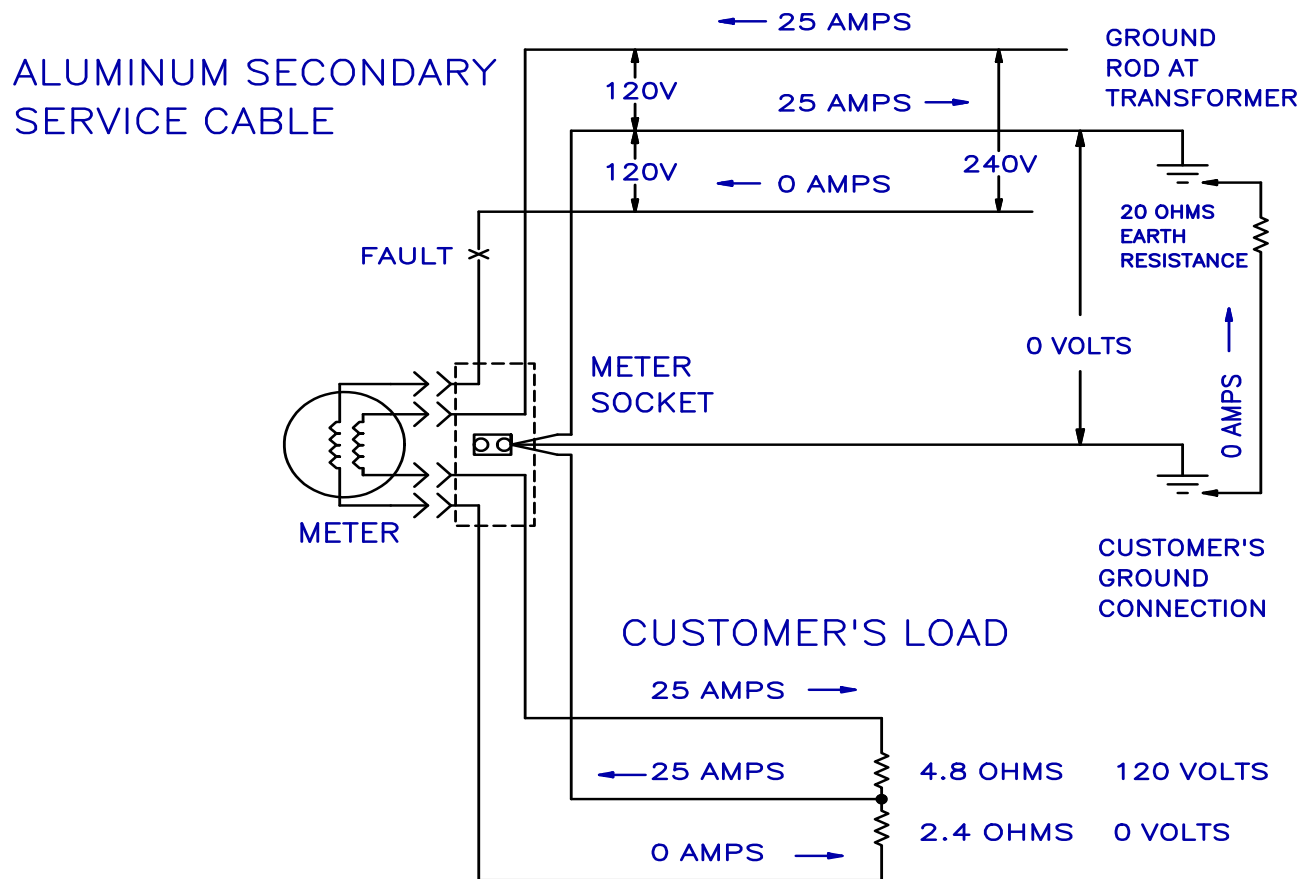 25 AMPS
ALUMINUM SECONDARY
SERVICE CABLE
GROUND
ROD AT
TRANSFORMER
120V
25 AMPS
120V
240V
0 AMPS
20 OHMS
EARTH
RESISTANCE
FAULT
0 VOLTS
METER
SOCKET
0 AMPS
METER
CUSTOMER'S
GROUND
CONNECTION
CUSTOMER'S LOAD
25 AMPS
25 AMPS
4.8 OHMS 120 VOLTS
2.4 OHMS 0 VOLTS
0 AMPS